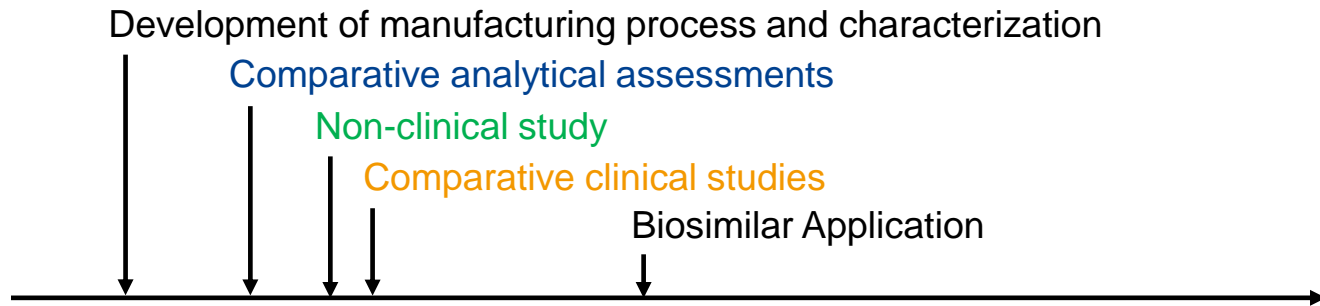 Development of manufacturing process and characterization
Comparative analytical assessments
Non-clinical study
Comparative clinical studies
Biosimilar Application